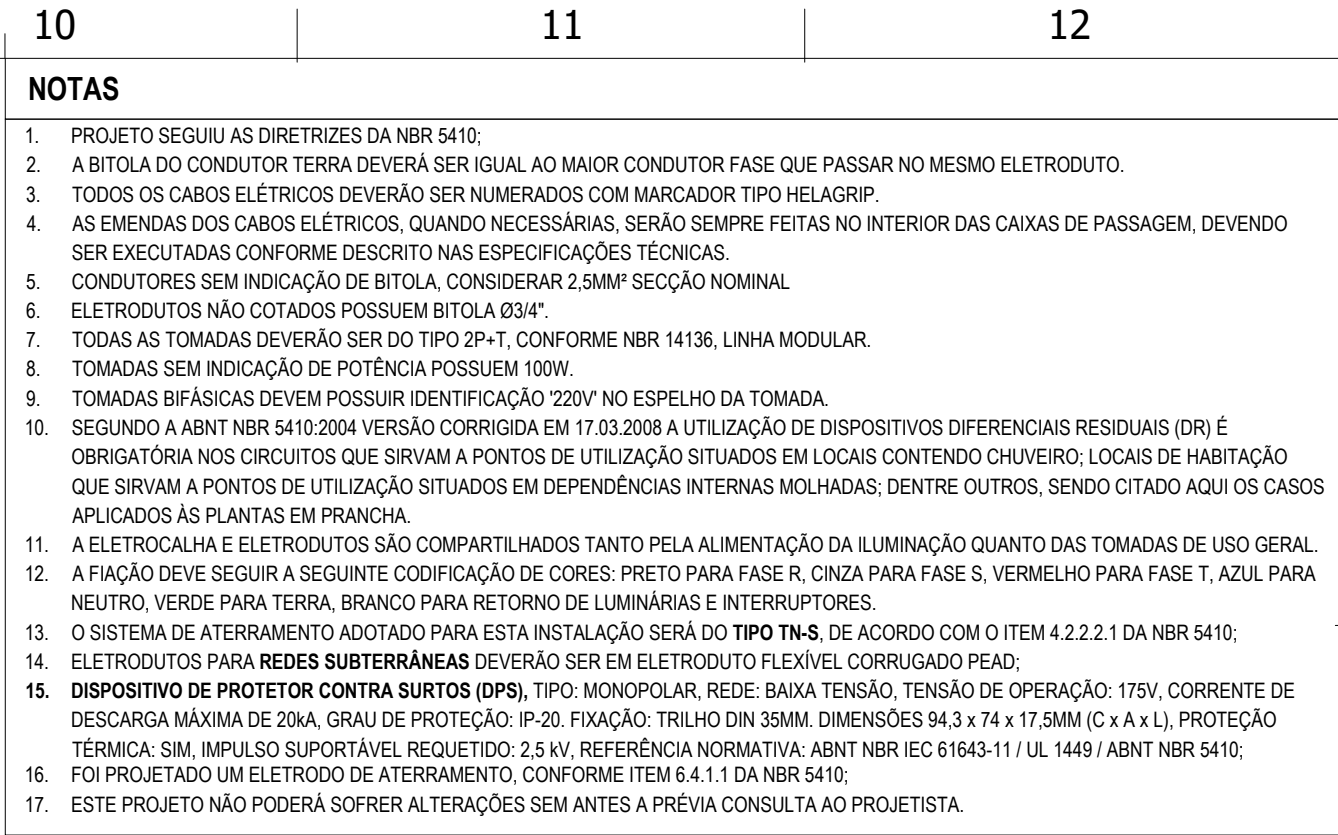 10 11 12
NOTAS
1. PROJETO SEGUIU AS DIRETRIZES DA NBR 5410;
2. A BITOLA DO CONDUTOR TERRA DEVERÁ SER IGUAL AO MAIOR CONDUTOR FASE QUE PASSAR NO MESMO ELETRODUTO.
3. TODOS OS CABOS ELÉTRICOS DEVERÃO SER NUMERADOS COM MARCADOR TIPO HELAGRIP.
4. AS EMENDAS DOS CABOS ELÉTRICOS, QUANDO NECESSÁRIAS, SERÃO SEMPRE FEITAS NO INTERIOR DAS CAIXAS DE PASSAGEM, DEVENDO
SER EXECUTADAS CONFORME DESCRITO NAS ESPECIFICAÇÕES TÉCNICAS.
5. CONDUTORES SEM INDICAÇÃO DE BITOLA, CONSIDERAR 2,5MM² SECÇÃO NOMINAL
6. ELETRODUTOS NÃO COTADOS POSSUEM BITOLA Ø3/4".
7. TODAS AS TOMADAS DEVERÃO SER DO TIPO 2P+T, CONFORME NBR 14136, LINHA MODULAR.
8. TOMADAS SEM INDICAÇÃO DE POTÊNCIA POSSUEM 100W.
9. TOMADAS BIFÁSICAS DEVEM POSSUIR IDENTIFICAÇÃO '220V' NO ESPELHO DA TOMADA.
10. SEGUNDO A ABNT NBR 5410:2004 VERSÃO CORRIGIDA EM 17.03.2008 A UTILIZAÇÃO DE DISPOSITIVOS DIFERENCIAIS RESIDUAIS (DR) É
OBRIGATÓRIA NOS CIRCUITOS QUE SIRVAM A PONTOS DE UTILIZAÇÃO SITUADOS EM LOCAIS CONTENDO CHUVEIRO; LOCAIS DE HABITAÇÃO
QUE SIRVAM A PONTOS DE UTILIZAÇÃO SITUADOS EM DEPENDÊNCIAS INTERNAS MOLHADAS; DENTRE OUTROS, SENDO CITADO AQUI OS CASOS
APLICADOS ÀS PLANTAS EM PRANCHA.
11. A ELETROCALHA E ELETRODUTOS SÃO COMPARTILHADOS TANTO PELA ALIMENTAÇÃO DA ILUMINAÇÃO QUANTO DAS TOMADAS DE USO GERAL.
12. A FIAÇÃO DEVE SEGUIR A SEGUINTE CODIFICAÇÃO DE CORES: PRETO PARA FASE R, CINZA PARA FASE S, VERMELHO PARA FASE T, AZUL PARA
NEUTRO, VERDE PARA TERRA, BRANCO PARA RETORNO DE LUMINÁRIAS E INTERRUPTORES.
13. O SISTEMA DE ATERRAMENTO ADOTADO PARA ESTA INSTALAÇÃO SERÁ DO TIPO TN-S, DE ACORDO COM O ITEM 4.2.2.2.1 DA NBR 5410;
14. ELETRODUTOS PARA REDES SUBTERRÂNEAS DEVERÃO SER EM ELETRODUTO FLEXÍVEL CORRUGADO PEAD;
15. DISPOSITIVO DE PROTETOR CONTRA SURTOS (DPS), TIPO: MONOPOLAR, REDE: BAIXA TENSÃO, TENSÃO DE OPERAÇÃO: 175V, CORRENTE DE
DESCARGA MÁXIMA DE 20kA, GRAU DE PROTEÇÃO: IP-20. FIXAÇÃO: TRILHO DIN 35MM. DIMENSÕES 94,3 x 74 x 17,5MM (C x A x L), PROTEÇÃO
TÉRMICA: SIM, IMPULSO SUPORTÁVEL REQUETIDO: 2,5 kV, REFERÊNCIA NORMATIVA: ABNT NBR IEC 61643-11 / UL 1449 / ABNT NBR 5410;
16. FOI PROJETADO UM ELETRODO DE ATERRAMENTO, CONFORME ITEM 6.4.1.1 DA NBR 5410;
17. ESTE PROJETO NÃO PODERÁ SOFRER ALTERAÇÕES SEM ANTES A PRÉVIA CONSULTA AO PROJETISTA.